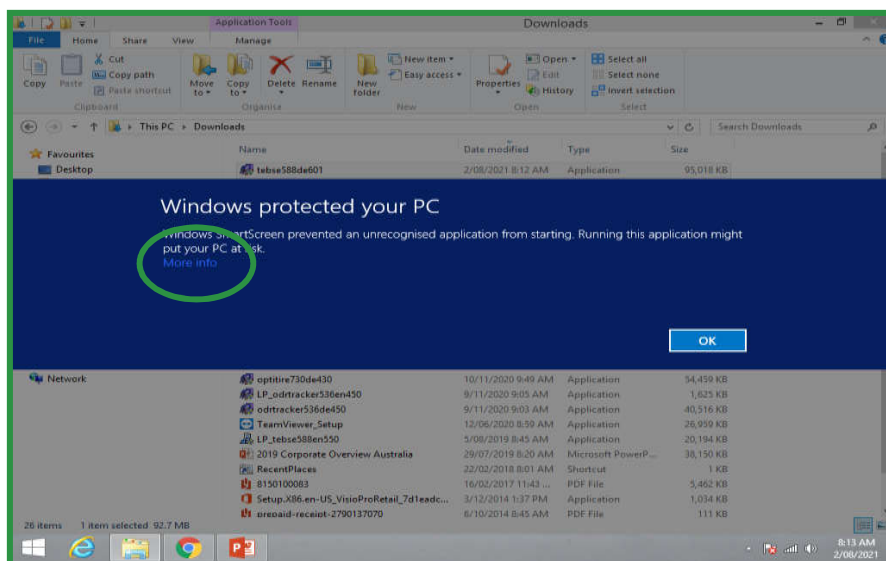 Application Tools
Downloads
File Home Share View Manage
Copy
Paste
Cut
Copy path
Paste shortcut
Clipboard
Move to
Copy to
Delete
Rename
Organise
New folder
New item
Easy access
New
Properties
Open
Edit
History
Open
Select all
Select none
Invert selection
Select
This PC Downloads
Search Downloads
Favourites
Desktop
Name Date modified Type Size
tebse588de601 2/08/2021 8:12 AM Application 95,018 KB
Windows protected your PC
Windows SmartScreen prevented an unrecognised application from starting. Running this application might
put your PC at risk.
More info
OK
Network
optitire730de430 10/11/2020 9:49 AM Application 54,459 KB
LP_odrtracker536en450 9/11/2020 9:05 AM Application 1,625 KB
odrtracker536de450 9/11/2020 9:03 AM Application 40,516 KB
TeamViewer_Setup 12/06/2020 8:59 AM Application 26,959 KB
LP_tebse588en550 5/08/2019 8:45 AM Application 20,194 KB
2019 Corporate Overview Australia 29/07/2019 8:20 AM Microsoft PowerP... 38,150 KB
RecentPlaces 22/02/2018 8:01 AM Shortcut 1 KB
8150100083 16/02/2017 11:43 ... PDF File 5,462 KB
Setup.X86.en-US_VisioProRetail_7d1eadc... 3/12/2014 1:37 PM Application 1,034 KB
prepaid-receipt-2790137070 6/10/2014 8:45 AM PDF File 111 KB
26 items 1 item selected 92.7 MB
8:13 AM
2/08/2021